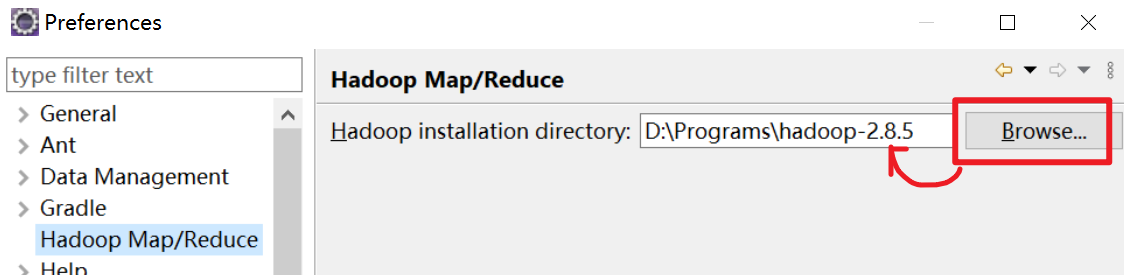 Preferences
type filter text
General
Ant
Data Management
Gradle
Hadoop Map/Reduce
Help
Hadoop Map/Reduce
Hadoop installation directory: D:\Programs\hadoop-2.8.5 Browse...